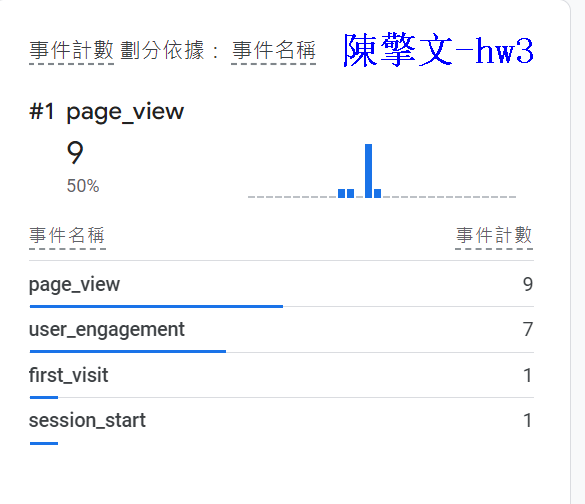 事件計數 劃分依據： 事件名稱 陳擎文-hw3
#1 page_view
9
50%
事件名稱 事件計數
page_view 9
user_engagement 7
first_visit 1
session_start 1